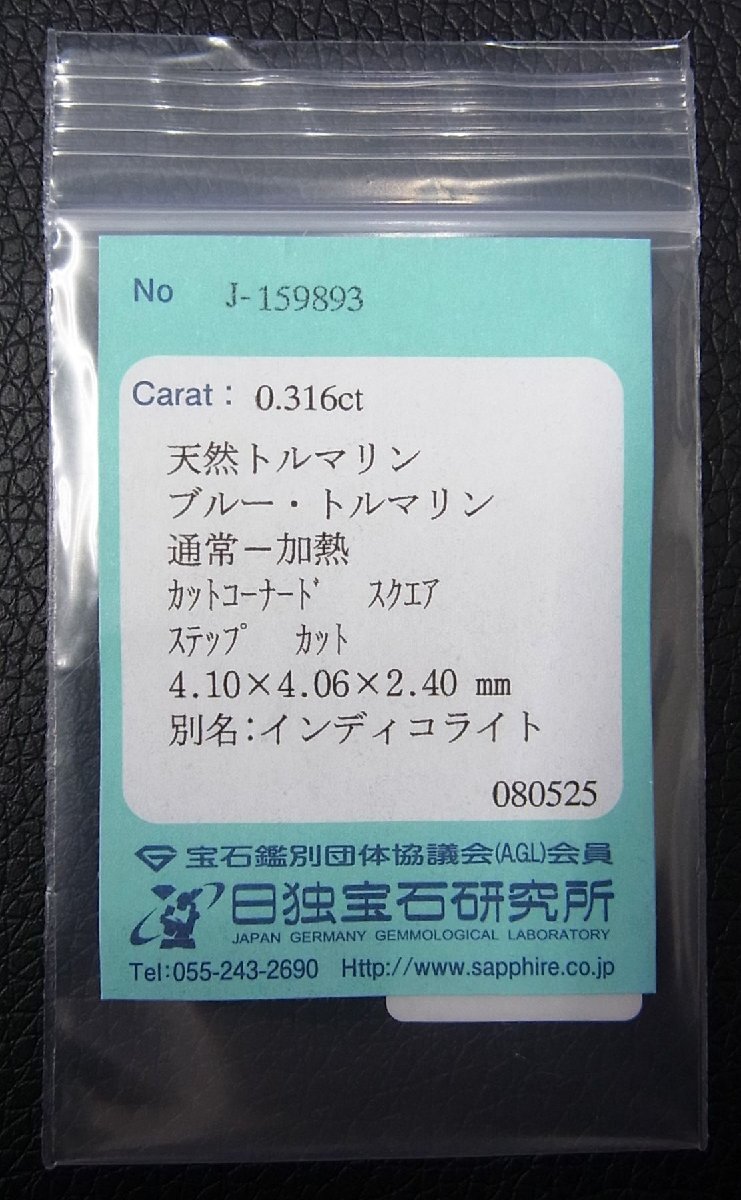 No J-159893
Carat: 0.316ct
天然トルマリン
ブルー・トルマリン
通常－加熱
ｶｯﾄｺｰﾅｰﾄﾞ ｽｸｴｱ
ｽﾃｯﾌﾟ ｶｯﾄ
4.10×4.06×2.40 mm
別名:インディコライト
080525
宝石鑑別団体協議会(A.G.L)会員
日独宝石研究所
JAPAN GERMANY GEMMOLOGICAL LABORATORY
Tel:055-243-2690 Http://www.sapphire.co.jp